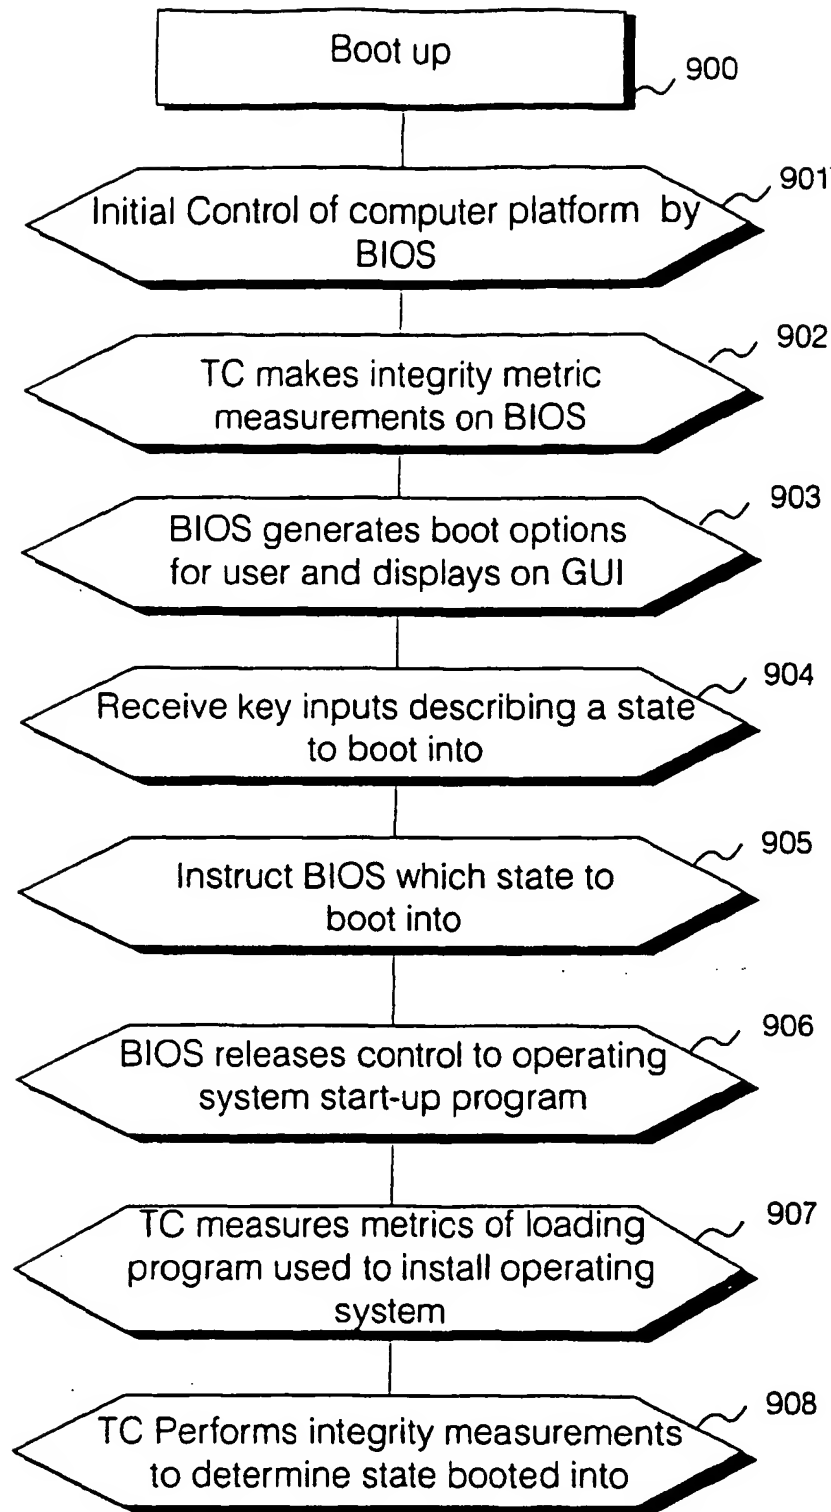 Boot up
900
Initial Control of computer platform by
BIOS
901
TC makes integrity metric
measurements on BIOS
902
BIOS generates boot options
for user and displays on GUI
903
Receive key inputs describing a state
to boot into
904
Instruct BIOS which state to
boot into
905
BIOS releases control to operating
system start-up program
906
TC measures metrics of loading
program used to install operating
system
907
TC Performs integrity measurements
to determine state booted into
908